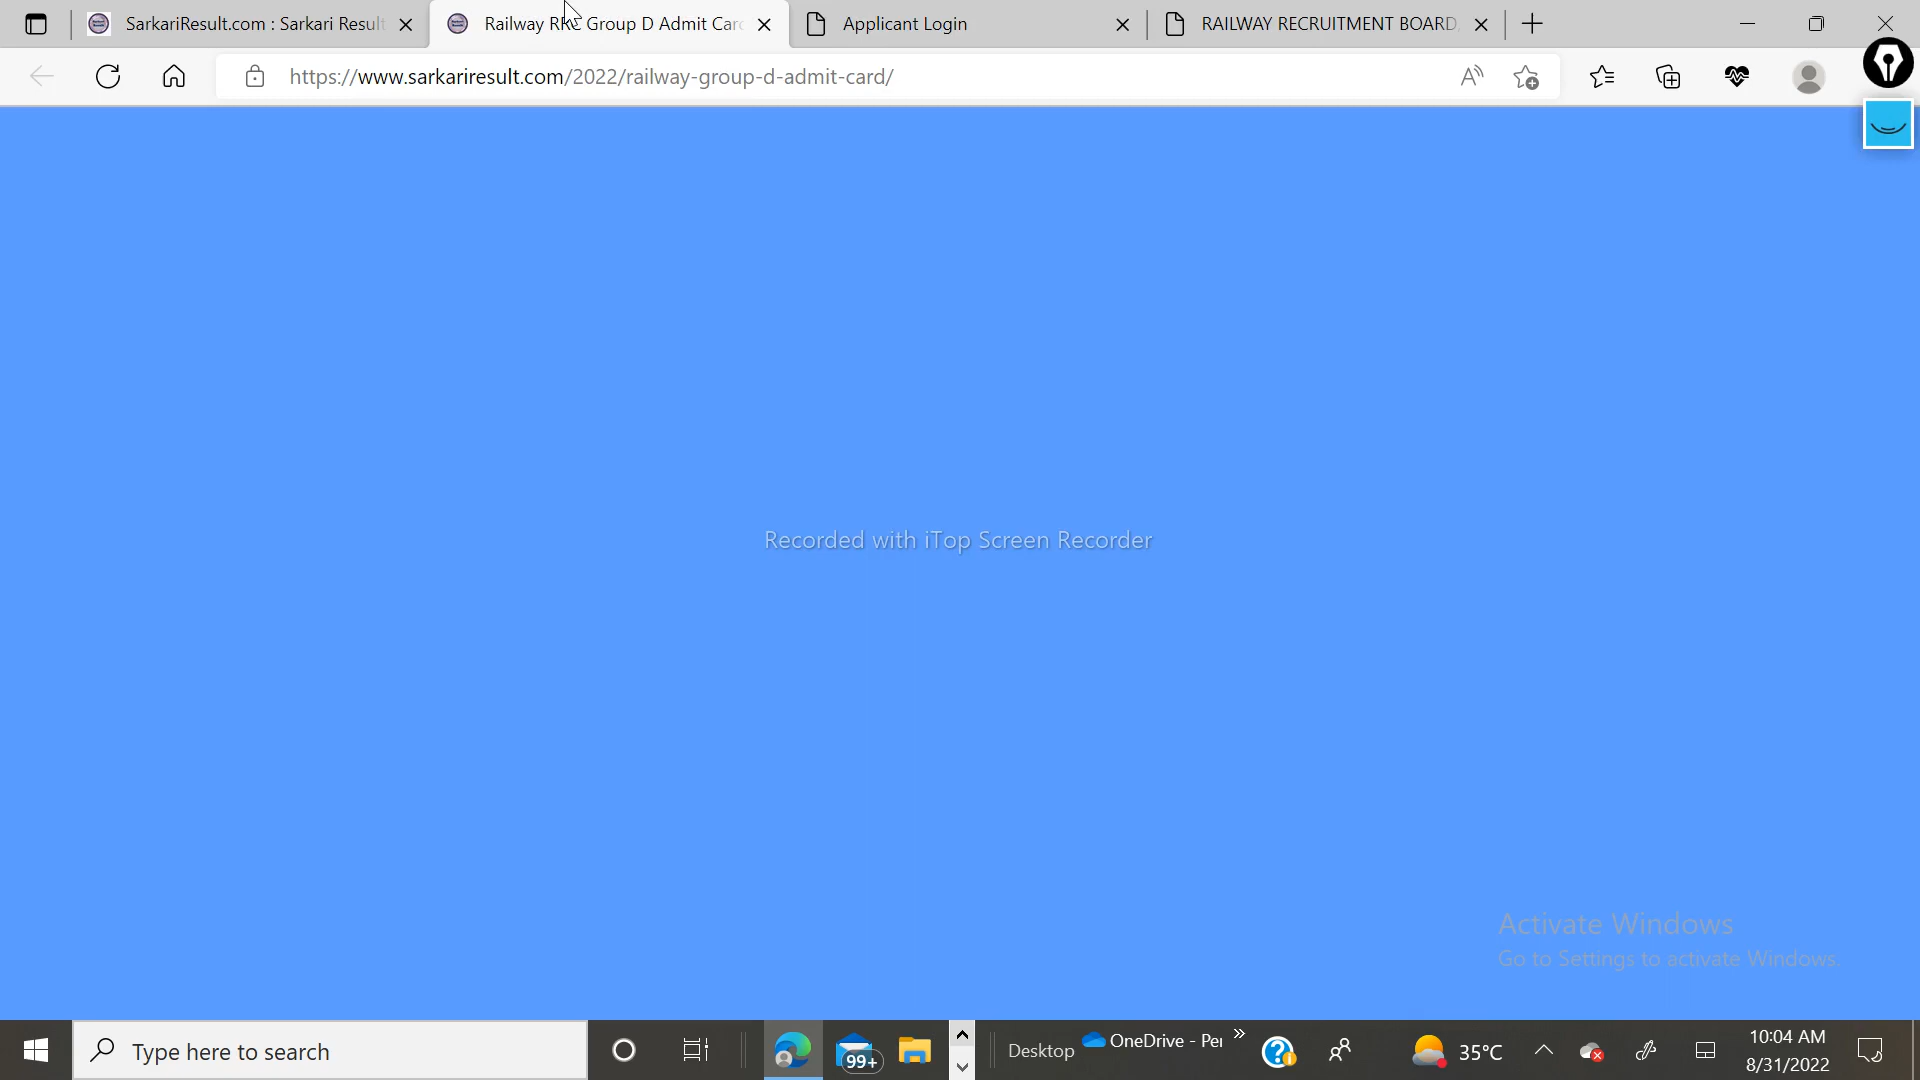 SarkariResult.com : Sarkari Result
Railway RRC Group D Admit Card
Applicant Login
RAILWAY RECRUITMENT BOARD
https://www.sarkariresult.com/2022/railway-group-d-admit-card/
Recorded with iTop Screen Recorder
Activate Windows
Go to Settings to activate Windows.
Type here to search
99+
Desktop
OneDrive - Per
35°C
10:04 AM
8/31/2022